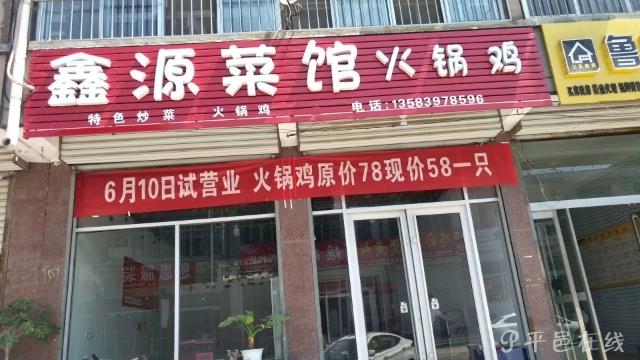 鑫源菜馆火锅鸡
特色炒菜 火锅鸡 电话:13583978596
6月10日试营业 火锅鸡原价78现价58一只
鲁
平邑在线